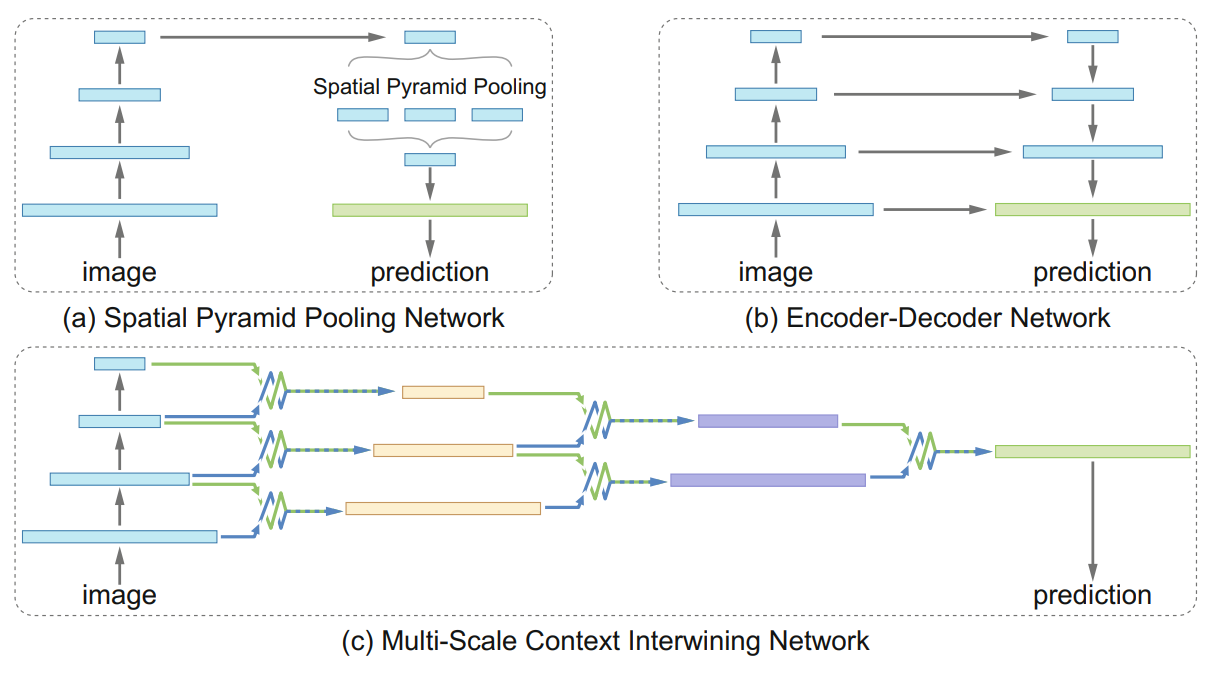 Spatial Pyramid Pooling
image
prediction
(a) Spatial Pyramid Pooling Network
image
prediction
(b) Encoder-Decoder Network
image
prediction
(c) Multi-Scale Context Interwining Network